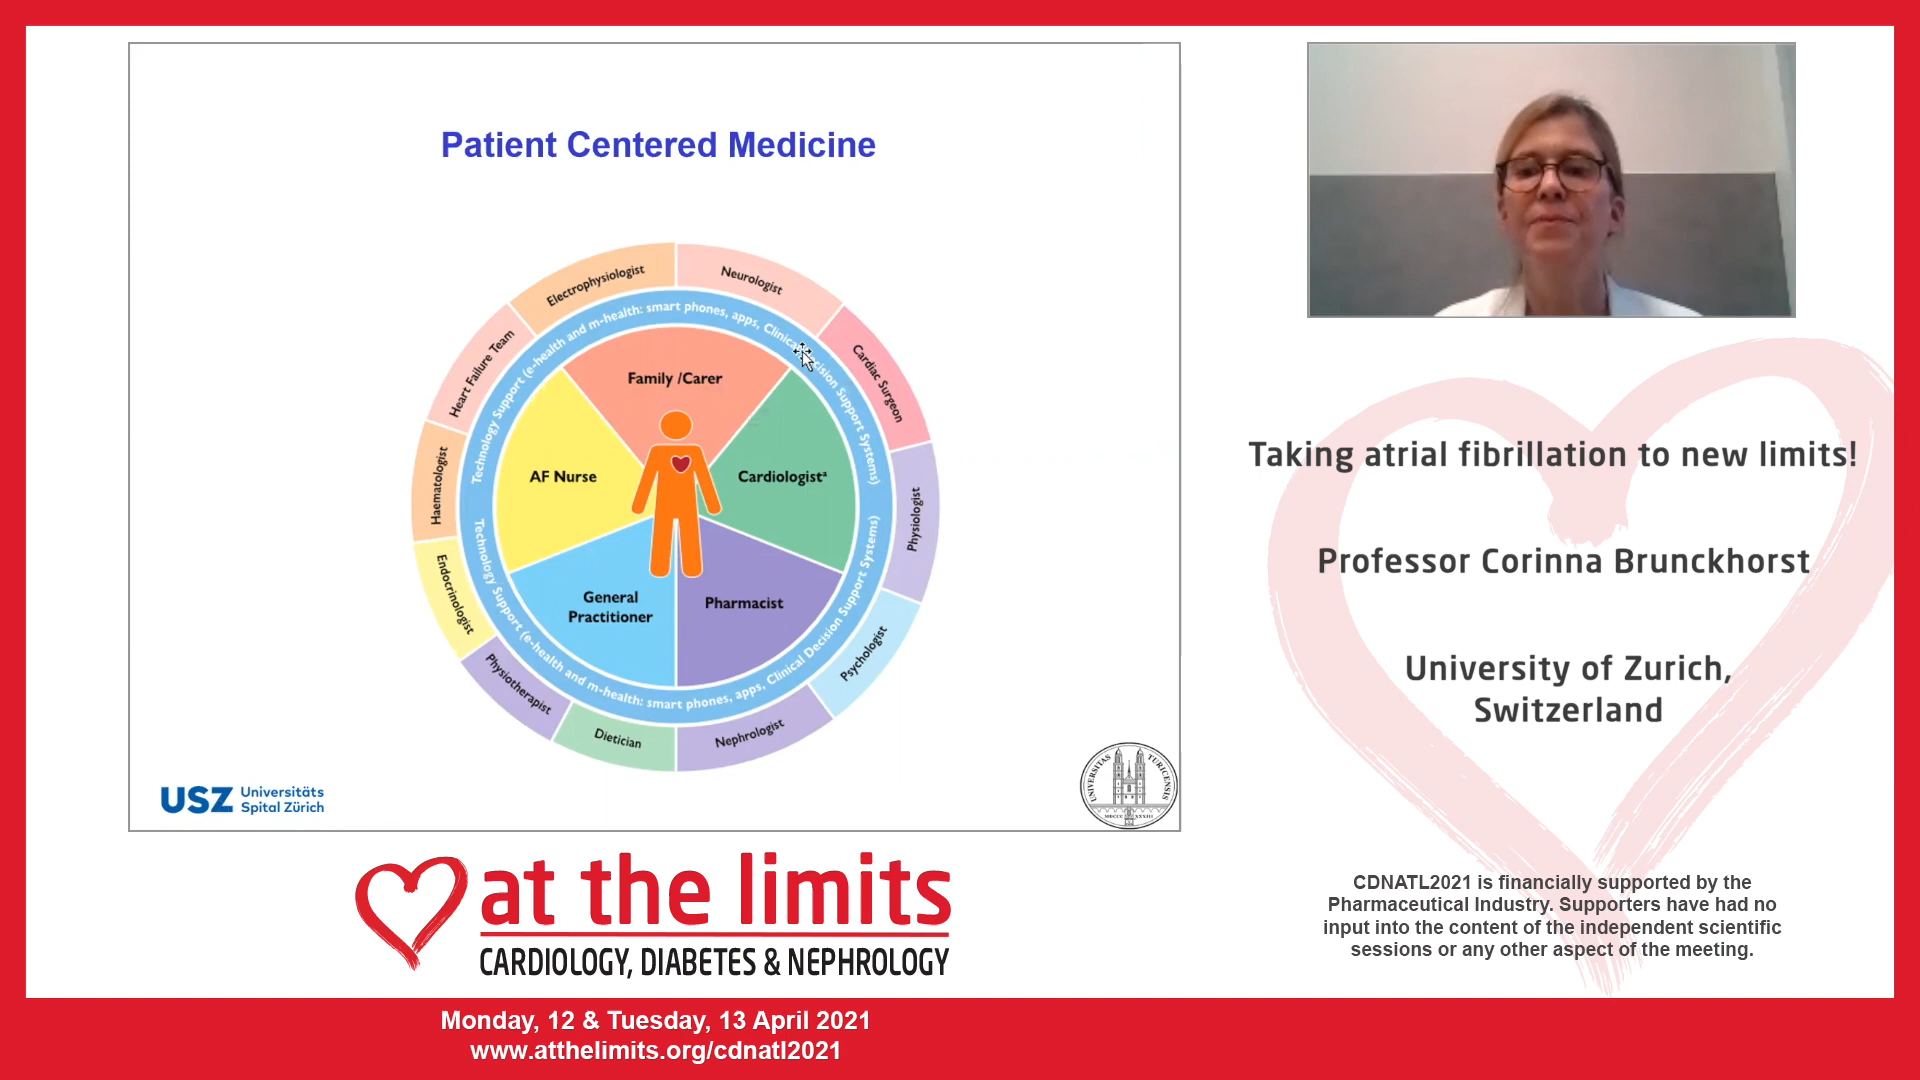 Patient Centered Medicine
Electrophysiologist
Neurologist
Cardiac Surgeon
Physiologist
Psychologist
Nephrologist
Dietician
Physiotherapist
Endocrinologist
Haematologist
Heart Failure Team
Technology Support (e-health and m-health: smart phones, apps, Clinical Decision Support Systems)
Technology Support (e-health and m-health: smart phones, apps, Clinical Decision Support Systems)
Family /Carer
AF Nurse
Cardiologistᵃ
General
Practitioner
Pharmacist
USZ Universitäts
Spital Zürich
UNIVERSITAS TURICENSIS
at the limits
CARDIOLOGY, DIABETES & NEPHROLOGY
Taking atrial fibrillation to new limits!
Professor Corinna Brunckhorst
University of Zurich,
Switzerland
CDNATL2021 is financially supported by the
Pharmaceutical Industry. Supporters have had no
input into the content of the independent scientific
sessions or any other aspect of the meeting.
Monday, 12 & Tuesday, 13 April 2021
www.atthelimits.org/cdnatl2021